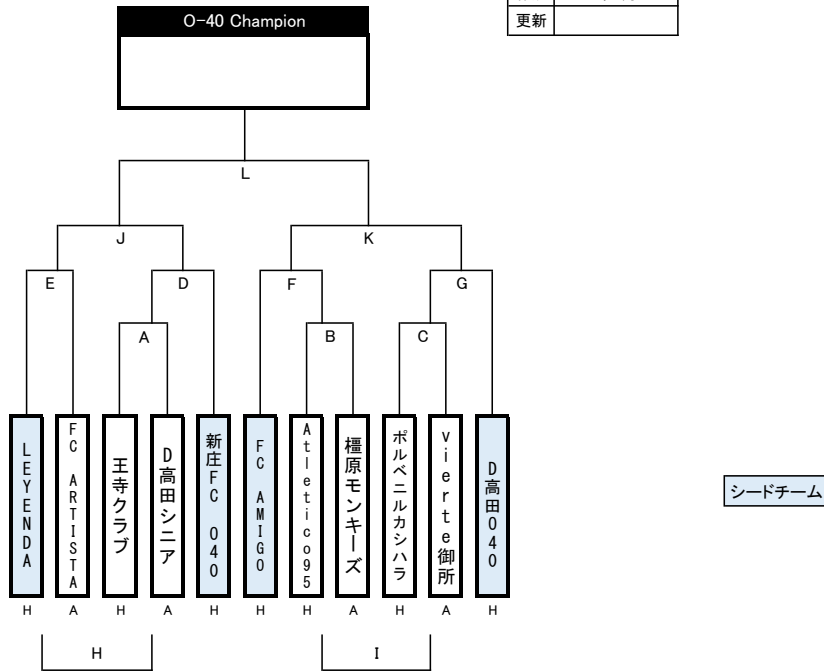 O-40 Champion
更新
L
J
K
E
D
F
G
A
B
C
LEYENDA
FC ARTISTA
王寺クラブ
D高田シニア
新庄FC O40
FC AMIGO
Atletico95
橿原モンキーズ
ポルベニルカシハラ
vierte御所
D高田O40
シードチーム
H
A
H
A
H
H
H
A
H
A
H
H
I